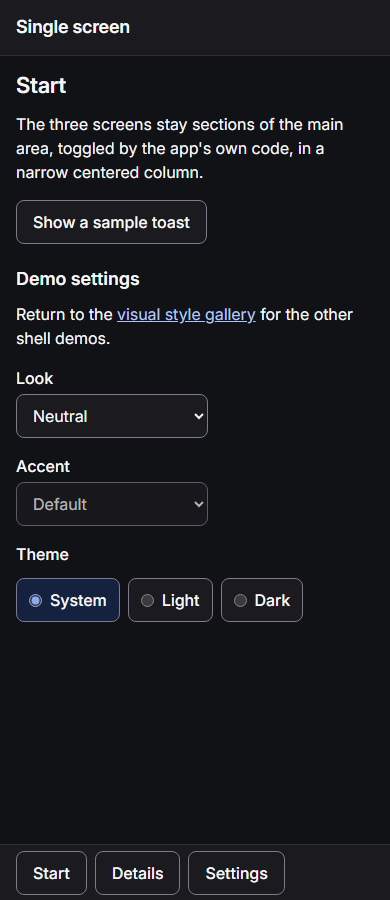 Single screen
Start
The three screens stay sections of the main
area, toggled by the app's own code, in a
narrow centered column.
Show a sample toast
Demo settings
Return to the visual style gallery for the other
shell demos.
Look
Neutral
Accent
Default
Theme
System Light Dark
Start Details Settings